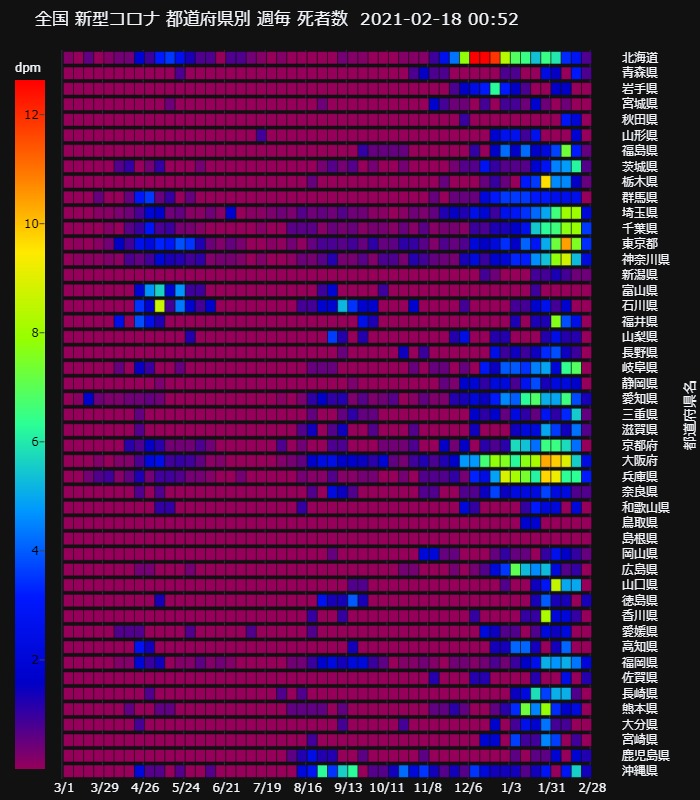 全国 新型コロナ 都道府県別 週毎 死者数 2021-02-18 00:52
dpm
12
10
8
6
4
2
北海道
青森県
岩手県
宮城県
秋田県
山形県
福島県
茨城県
栃木県
群馬県
埼玉県
千葉県
東京都
神奈川県
新潟県
富山県
石川県
福井県
山梨県
長野県
岐阜県
静岡県
愛知県
三重県
滋賀県
京都府
大阪府
兵庫県
奈良県
和歌山県
鳥取県
島根県
岡山県
広島県
山口県
徳島県
香川県
愛媛県
高知県
福岡県
佐賀県
長崎県
熊本県
大分県
宮崎県
鹿児島県
沖縄県
都道府県名
3/1 3/29 4/26 5/24 6/21 7/19 8/16 9/13 10/11 11/8 12/6 1/3 1/31 2/28